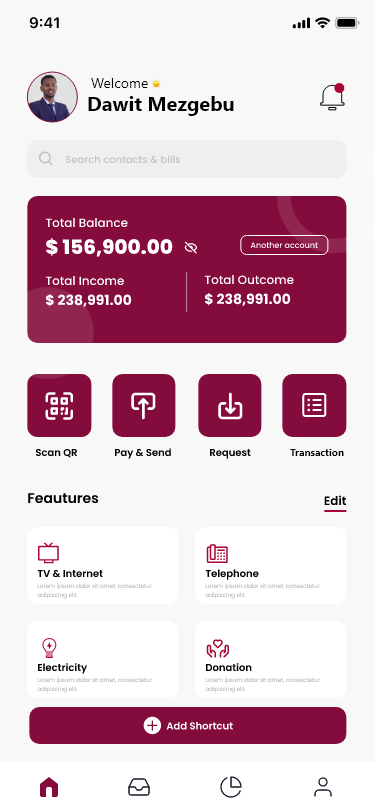 9:41
Welcome
Dawit Mezgebu
Search contacts & bills
Total Balance
$ 156,900.00
Another account
Total Income
Total Outcome
$ 238,991.00
$ 238,991.00
Scan QR
Pay & Send
Request
Transaction
Feautures
Edit
TV & Internet
Lorem ipsum dolor sit amet, consectetur
adipiscing elit.
Telephone
Lorem ipsum dolor sit amet, consectetur
adipiscing elit.
Electricity
Lorem ipsum dolor sit amet, consectetur
adipiscing elit.
Donation
Lorem ipsum dolor sit amet, consectetur
adipiscing elit.
Add Shortcut